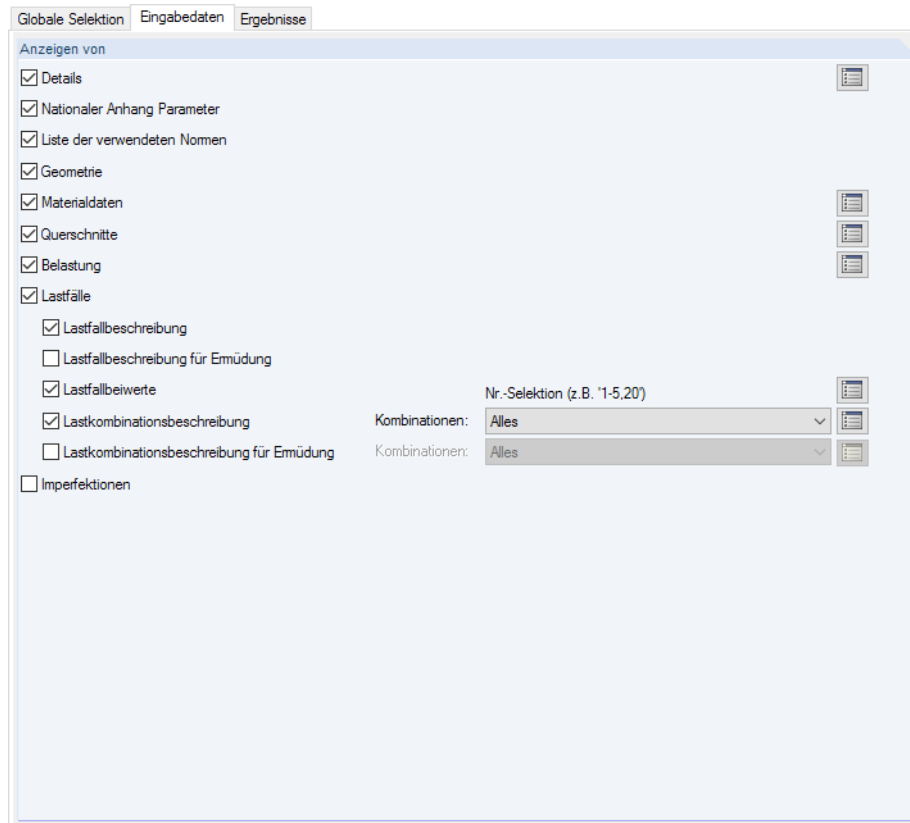 Globale Selektion Eingabedaten Ergebnisse
Anzeigen von
Details
Nationaler Anhang Parameter
Liste der verwendeten Normen
Geometrie
Materialdaten
Querschnitte
Belastung
Lastfälle
Lastfallbeschreibung
Lastfallbeschreibung für Ermüdung
Lastfallbeiwerte Nr.-Selektion (z.B. '1-5,20')
Lastkombinationsbeschreibung Kombinationen: Alles
Lastkombinationsbeschreibung für Ermüdung Kombinationen: Alles
Imperfektionen